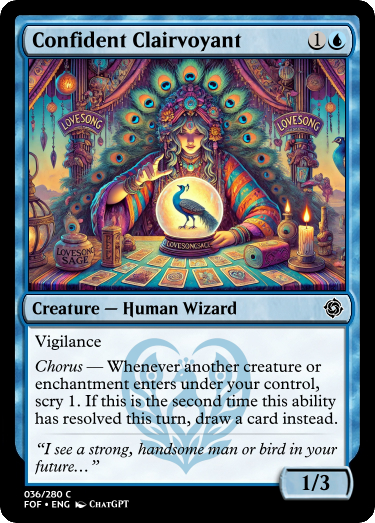 Confident Clairvoyant 1
LOVESONG
LOVESONG
LOVESONG
SAGE
LOVESONGSAGE
Creature — Human Wizard
Vigilance
Chorus — Whenever another creature or
enchantment enters under your control,
scry 1. If this is the second time this ability
has resolved this turn, draw a card instead.
“I see a strong, handsome man or bird in your
future…”
1/3
036/280 C
FOF • ENG ChatGPT